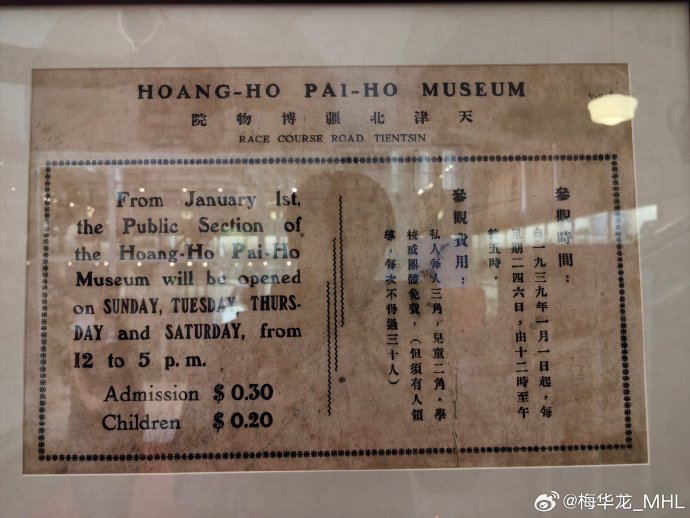 HOANG-HO PAI-HO MUSEUM
院物博疆北津天
RACE COURSE ROAD, TIENTSIN
From January 1st,
the Public Section of
the Hoang-Ho Pai-Ho
Museum will be opened
on SUNDAY, TUESDAY, THURS-
DAY and SATURDAY, from
12 to 5 p. m.
Admission $ 0.30
Children $ 0.20
參觀時間：
自一九三九年一月一日起，每
星期二四六日，由十二時至午
後五時。
參觀費用：
私人每人三角，兒童二角。學
校或團體免費，（但須有人領
導，每次不得過三十人）
@梅华龙_MHL